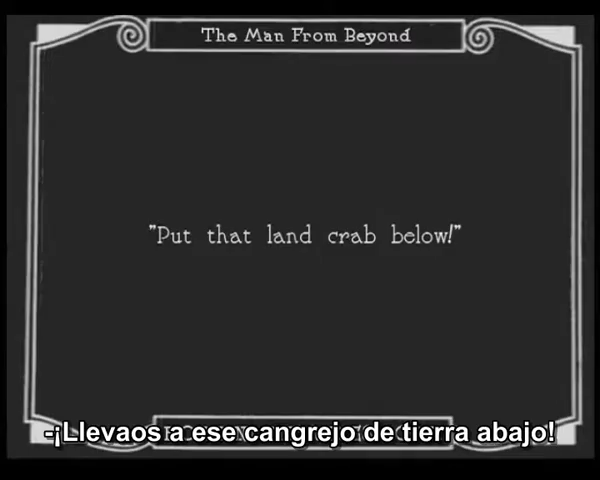 The Man From Beyond
"Put that land crab below!"
-¡Llevaos a ese cangrejo de tierra abajo!